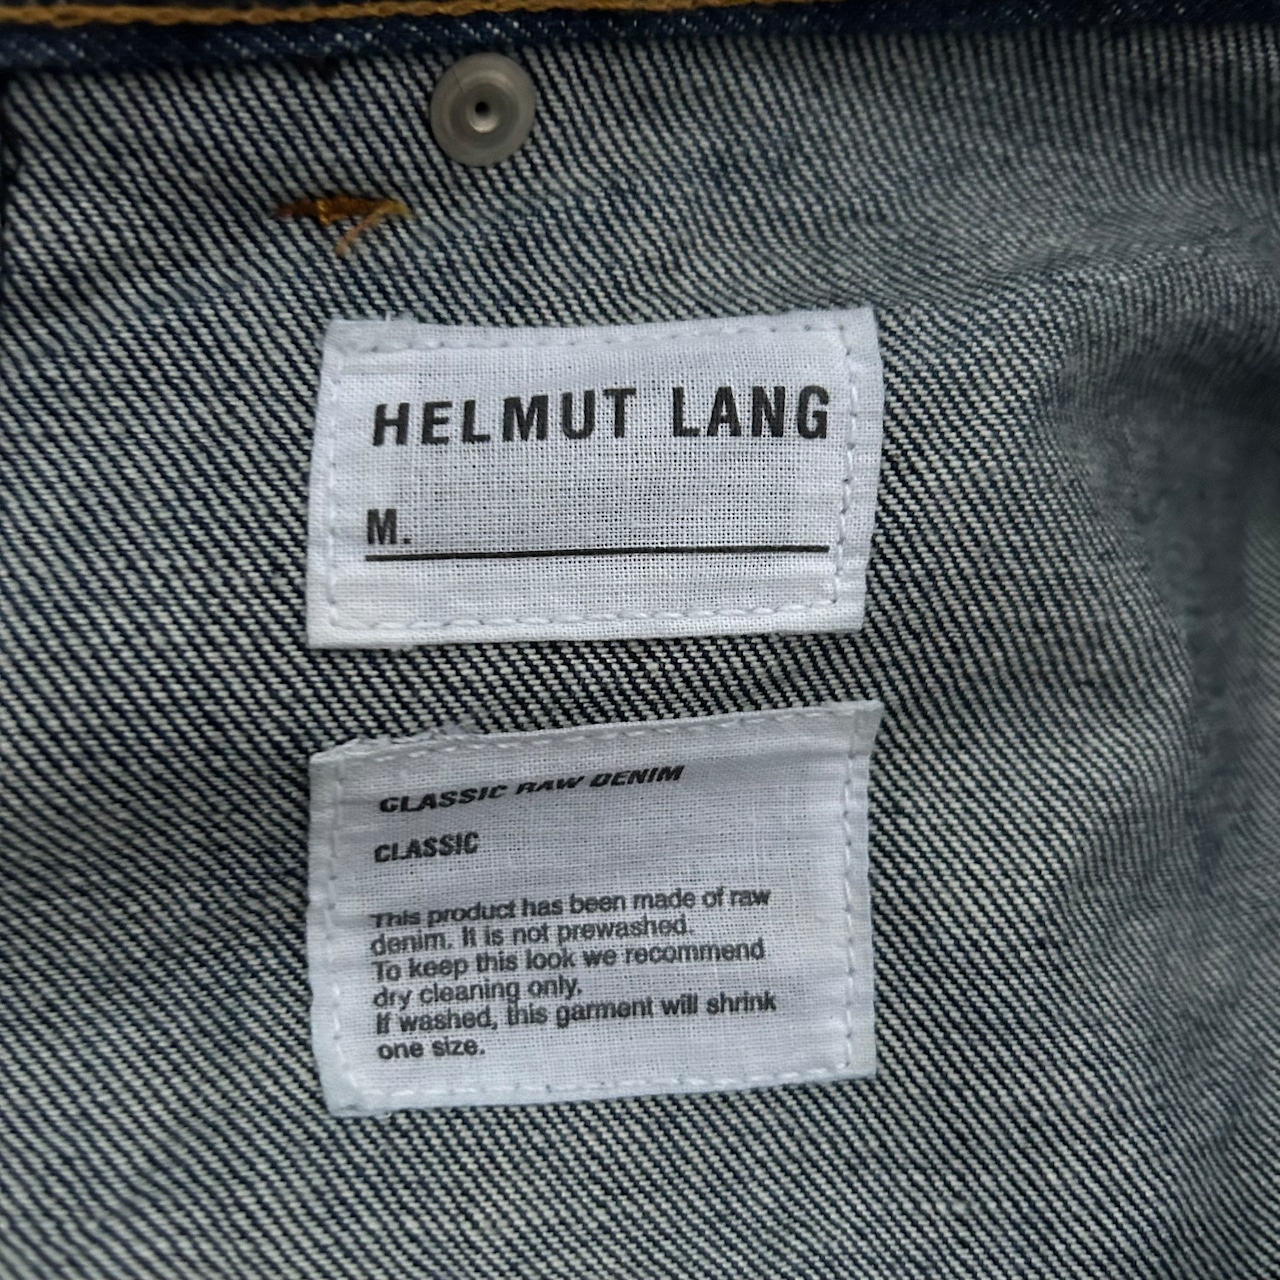 HELMUT LANG
M.
CLASSIC RAW DENIM
CLASSIC
This product has been made of raw
denim. It is not prewashed.
To keep this look we recommend
dry cleaning only.
If washed, this garment will shrink
one size.